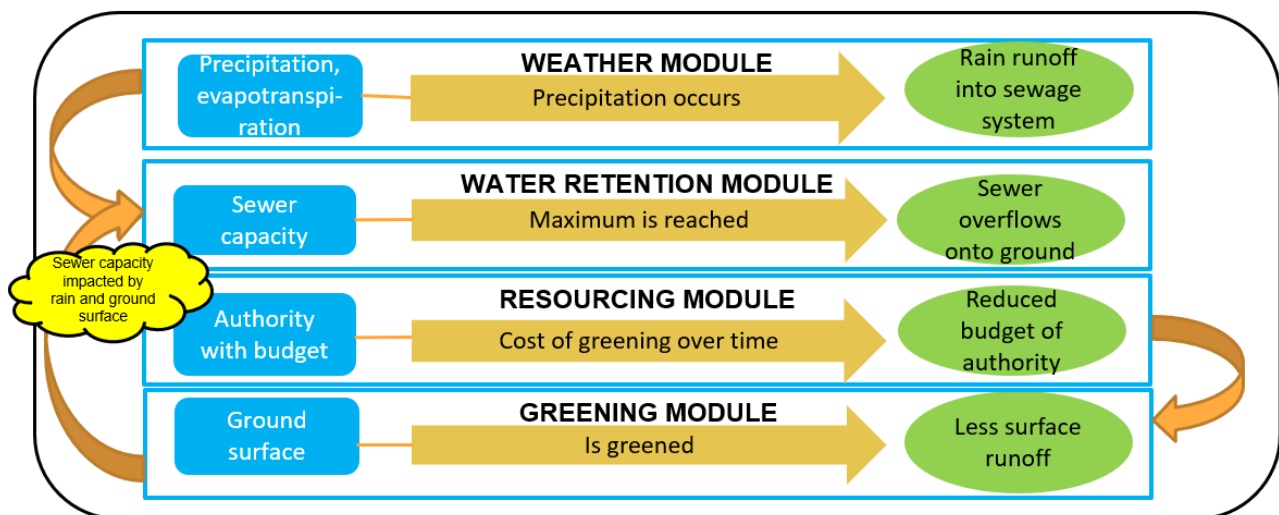 WEATHER MODULE
Precipitation,
evapotranspi-
ration
Precipitation occurs
Rain runoff
into sewage
system
WATER RETENTION MODULE
Sewer
capacity
Maximum is reached
Sewer
overflows
onto ground
Sewer capacity
impacted by
rain and ground
surface
RESOURCING MODULE
Authority
with budget
Cost of greening over time
Reduced
budget of
authority
GREENING MODULE
Ground
surface
Is greened
Less surface
runoff